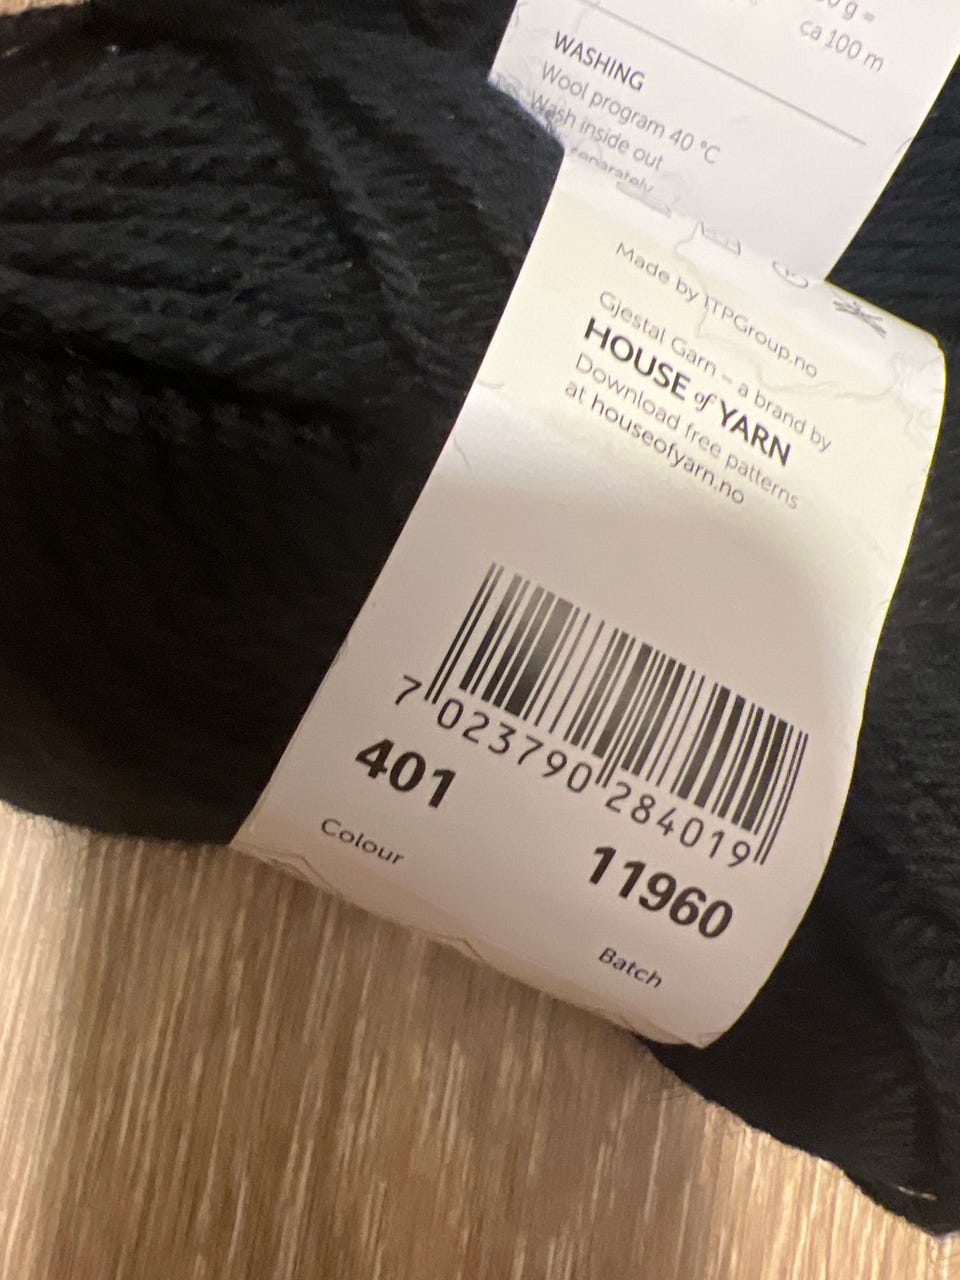 g =
ca 100 m
WASHING
Wool program 40 °C
Wash inside out
separately
Made by ITPGroup.no
Gjestal Garn – a brand by
HOUSE of YARN
Download free patterns
at houseofyarn.no
7 023790 284019
401
11960
Colour
Batch